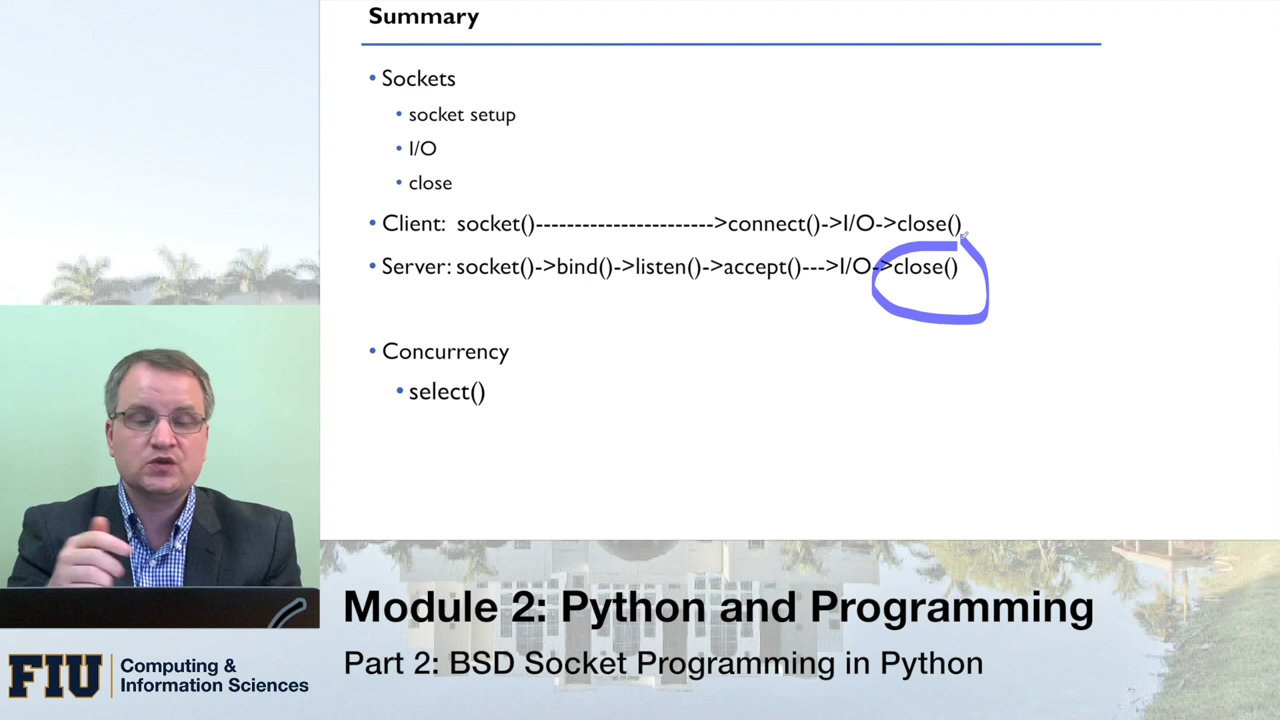 Summary
• Sockets
• socket setup
• I/O
• close
• Client: socket()----------------------->connect()->I/O->close()
• Server: socket()->bind()->listen()->accept()--->I/O->close()
• Concurrency
• select()
Module 2: Python and Programming
Part 2: BSD Socket Programming in Python
FIU
Computing &
Information Sciences